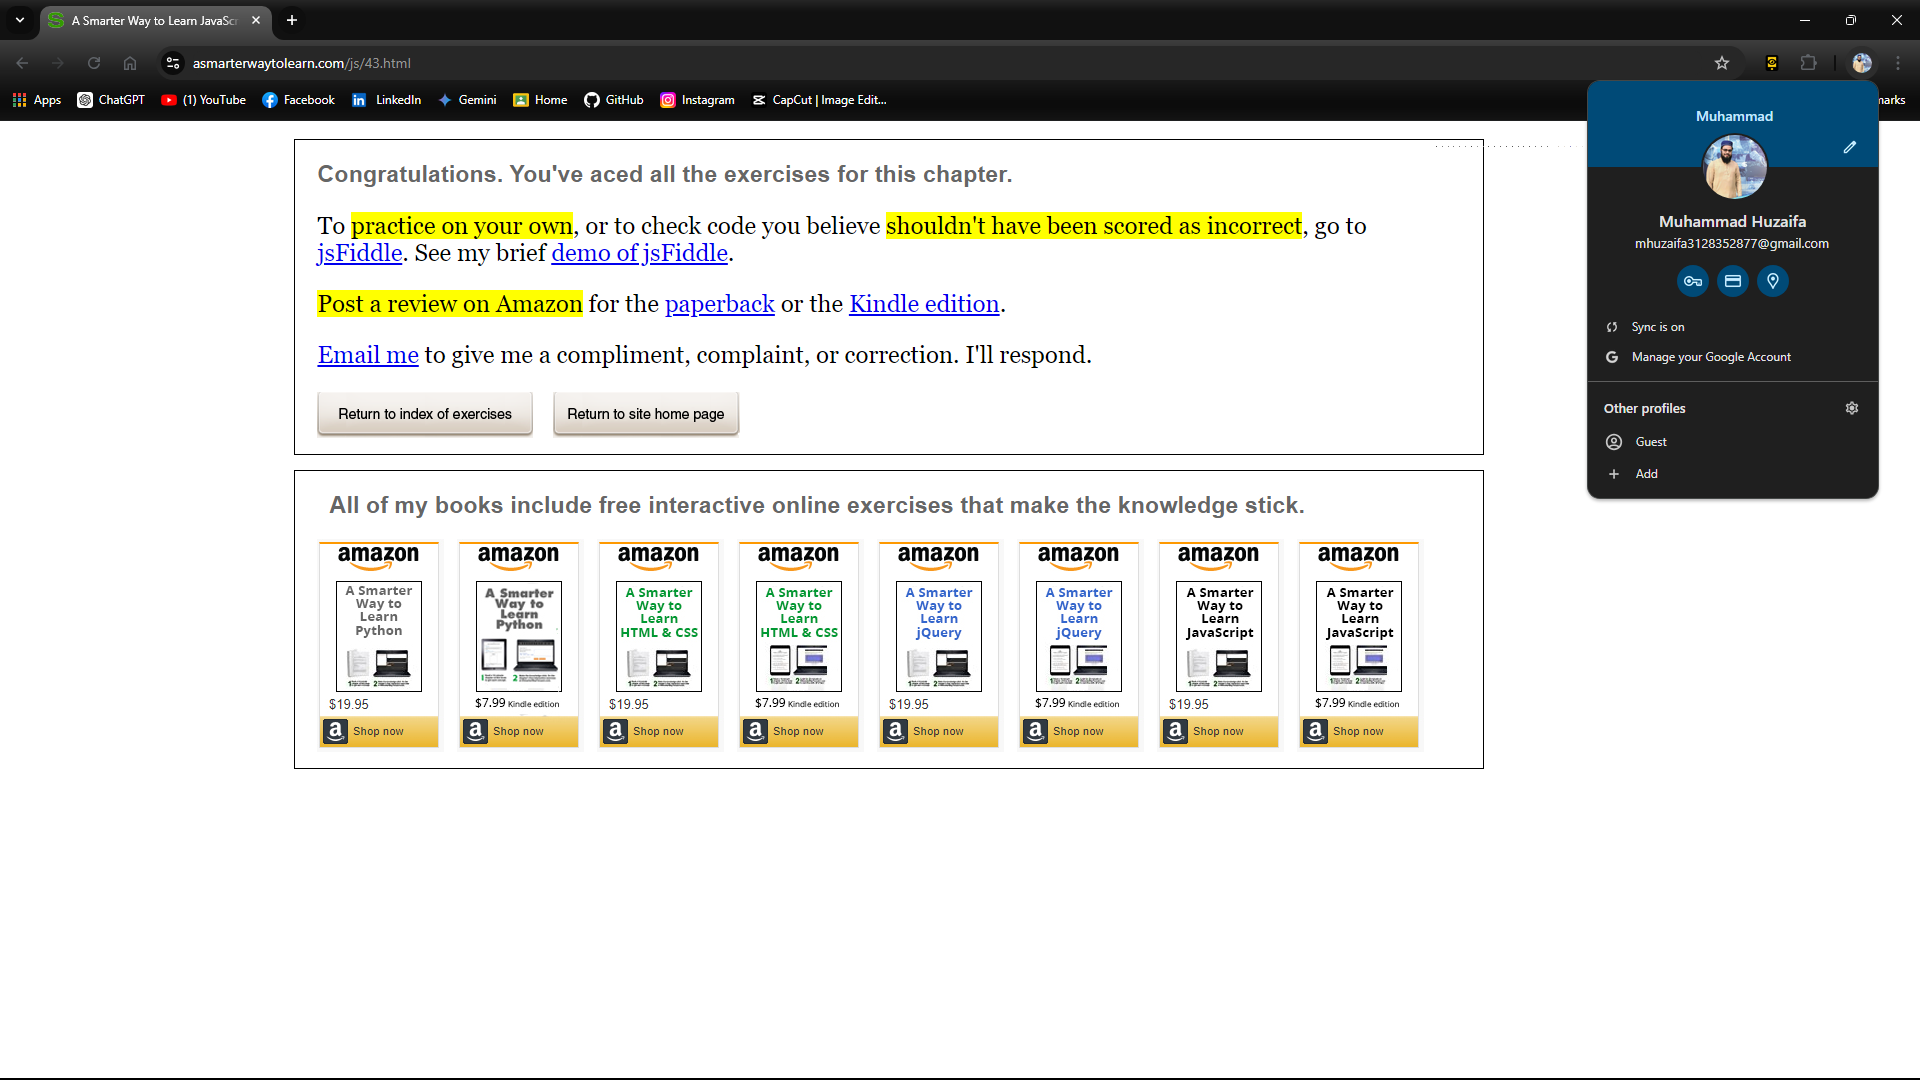 A Smarter Way to Learn JavaSc
asmarterwaytolearn.com/js/43.html
Apps
ChatGPT
(1) YouTube
Facebook
LinkedIn
Gemini
Home
GitHub
Instagram
CapCut | Image Edit...
marks
Muhammad
Muhammad Huzaifa
mhuzaifa3128352877@gmail.com
Sync is on
Manage your Google Account
Other profiles
Guest
Add
Congratulations. You've aced all the exercises for this chapter.
To practice on your own, or to check code you believe shouldn't have been scored as incorrect, go to
jsFiddle. See my brief demo of jsFiddle.
Post a review on Amazon for the paperback or the Kindle edition.
Email me to give me a compliment, complaint, or correction. I'll respond.
Return to index of exercises
Return to site home page
All of my books include free interactive online exercises that make the knowledge stick.
amazon
A Smarter
Way to
Learn
Python
$19.95
a Shop now
amazon
A Smarter
Way to
Learn
Python
$7.99 Kindle edition
a Shop now
amazon
A Smarter
Way to
Learn
HTML & CSS
$19.95
a Shop now
amazon
A Smarter
Way to
Learn
HTML & CSS
$7.99 Kindle edition
a Shop now
amazon
A Smarter
Way to
Learn
jQuery
$19.95
a Shop now
amazon
A Smarter
Way to
Learn
jQuery
$7.99 Kindle edition
a Shop now
amazon
A Smarter
Way to
Learn
JavaScript
$19.95
a Shop now
amazon
A Smarter
Way to
Learn
JavaScript
$7.99 Kindle edition
a Shop now